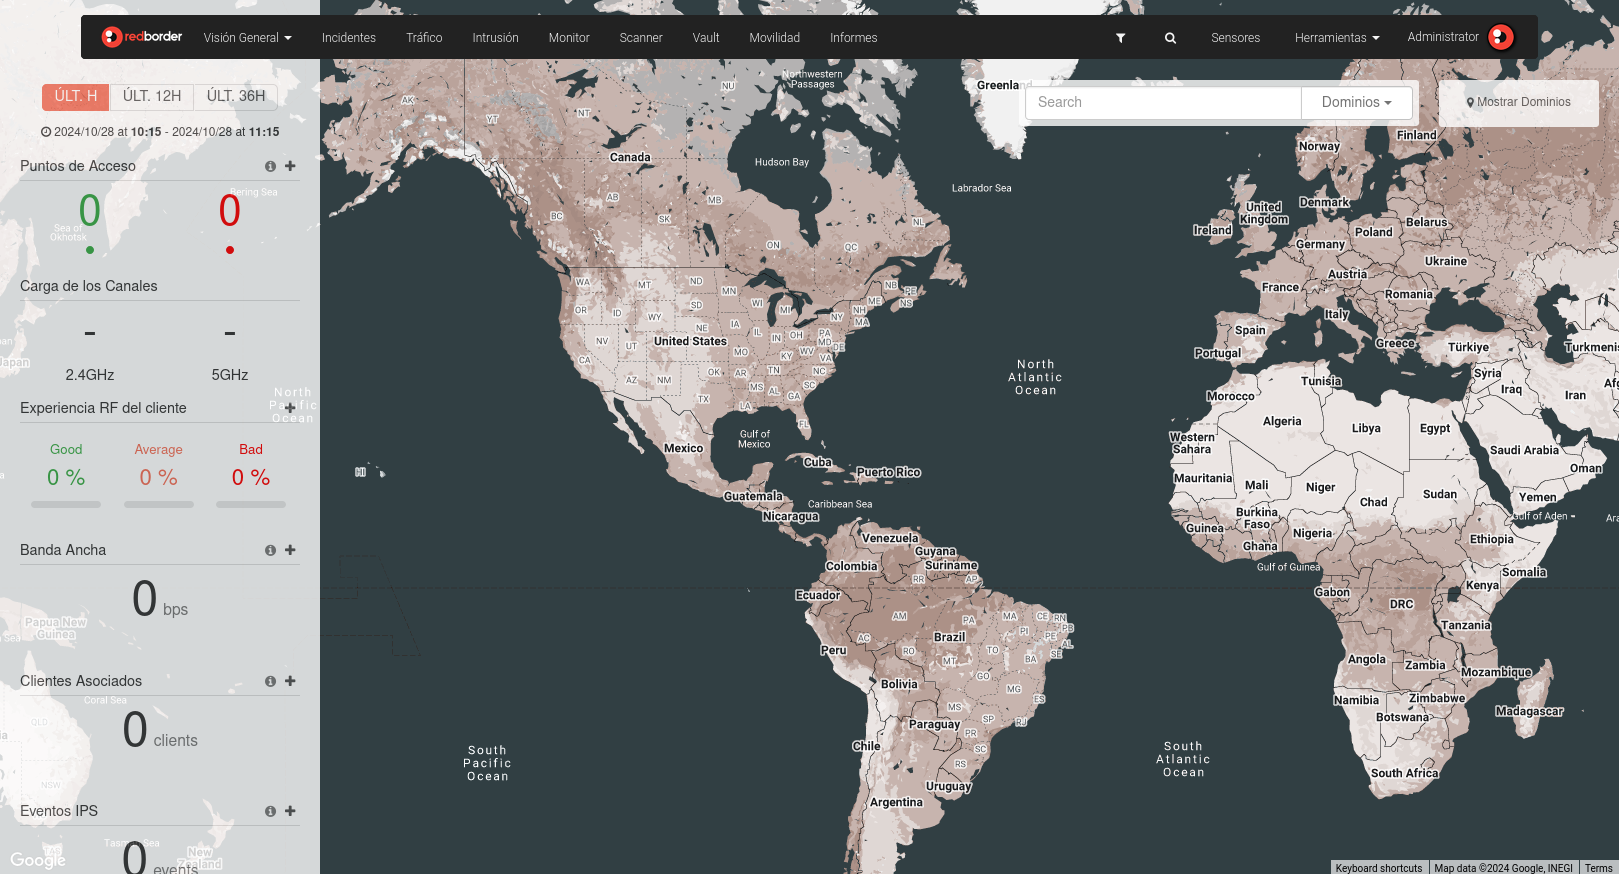 redborder
Visión General
Incidentes
Tráfico
Intrusión
Monitor
Scanner
Vault
Movilidad
Informes
Sensores
Herramientas
Administrator
ÚLT. H
ÚLT. 12H
ÚLT. 36H
2024/10/28 at 10:15 - 2024/10/28 at 11:15
Puntos de Acceso
0
0
Carga de los Canales
-
-
2.4GHz
5GHz
Experiencia RF del cliente
Good
Average
Bad
0 %
0 %
0 %
Banda Ancha
0 bps
Clientes Asociados
0 clients
Eventos IPS
0 events
Google
Search
Dominios
Mostrar Dominios
Bering Sea
Sea of
Okhotsk
Japan
North
Pacific
Ocean
Papua New
Guinea
Coral Sea
QLD
NSW
Tasman Sea
New
Zealand
Northwestern
Passages
Greenla
NU
AK
YT
NT
Canada
Hudson Bay
Labrador Sea
AB
MB
BC
SK
NL
ON
QC
WA
MT
ND
MN
NB
PE
NS
ME
OR
ID
WY
SD
WI
MI
NH
NY
MA
NE
IA
IL
IN
OH
PA
MD
DE
NV
UT
United States
MO
KY
WV
VA
CA
AZ
NM
OK
AR
TN
NC
MS
AL
SC
GA
TX
LA
FL
Gulf of
Mexico
Mexico
HI
Cuba
Puerto Rico
Guatemala
Caribbean Sea
Nicaragua
Venezuela
Guyana
Suriname
Colombia
RR
AP
Ecuador
AM
PA
MA
CE
RN
PB
PI
PE
AL
SE
AC
Brazil
Peru
RO
MT
TO
BA
GO
Bolivia
MG
ES
MS
SP
RJ
Paraguay
PR
SC
Chile
RS
Uruguay
Argentina
South
Pacific
Ocean
North
Atlantic
Ocean
South
Atlantic
Ocean
Finland
Norway
United
Kingdom
Denmark
Ireland
Belarus
Poland
Germany
Ukraine
Austria
France
Romania
Italy
Spain
Portugal
Greece
Türkiye
Turkmenis
Syria
Iraq
Iran
Af
Tunisia
Morocco
Algeria
Libya
Egypt
Western
Sahara
Saudi Arabia
Oman
Mauritania
Mali
Niger
Chad
Sudan
Yemen
Gulf of Aden
Ara
Burkina
Faso
Guinea
Nigeria
Ghana
Ethiopia
Gulf of Guinea
Somalia
Gabon
Kenya
DRC
Tanzania
Angola
Zambia
Mozambique
Namibia
Zimbabwe
Botswana
Madagascar
South Africa
Keyboard shortcuts
Map data ©2024 Google, INEGI
Terms